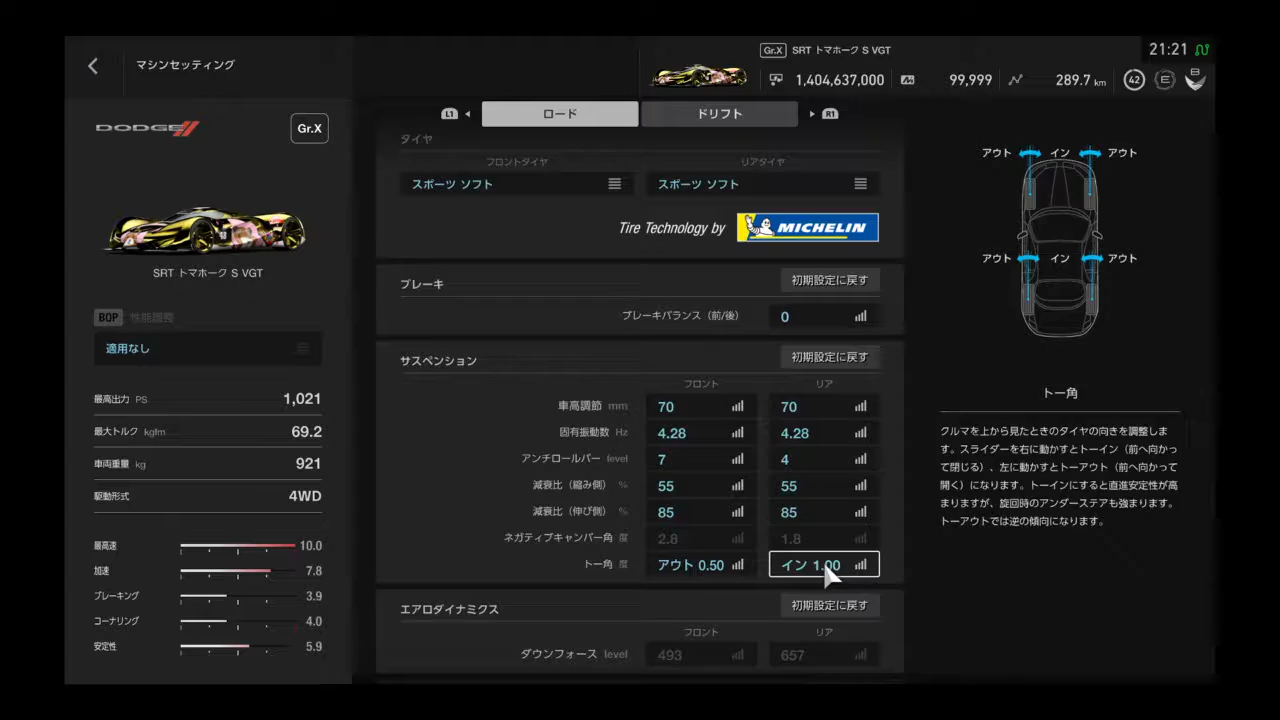 マシンセッティング
Gr.X SRT トマホーク S VGT
21:21
1,404,637,000
99,999
289.7 km
42
E
B
DODGE
Gr.X
SRT トマホーク S VGT
BOP 性能調整
適用なし
最高出力 PS 1,021
最大トルク kgfm 69.2
車両重量 kg 921
駆動形式 4WD
最高速 10.0
加速 7.8
ブレーキング 3.9
コーナリング 4.0
安定性 5.9
L1 ロード ドリフト R1
タイヤ
フロントタイヤ リアタイヤ
スポーツ ソフト スポーツ ソフト
Tire Technology by MICHELIN
ブレーキ 初期設定に戻す
ブレーキバランス（前/後） 0
サスペンション 初期設定に戻す
フロント リア
車高調節 mm 70 70
固有振動数 Hz 4.28 4.28
アンチロールバー level 7 4
減衰比（縮み側） % 55 55
減衰比（伸び側） % 85 85
ネガティブキャンバー角 度 2.8 1.8
トー角 度 アウト 0.50 イン 1.00
エアロダイナミクス 初期設定に戻す
フロント リア
ダウンフォース level 493 657
アウト イン アウト
アウト イン アウト
トー角
クルマを上から見たときのタイヤの向きを調整しま
す。スライダーを右に動かすとトーイン（前へ向かっ
て閉じる）、左に動かすとトーアウト（前へ向かって
開く）になります。トーインにすると直進安定性が高
まりますが、旋回時のアンダーステアも強まります。
トーアウトでは逆の傾向になります。